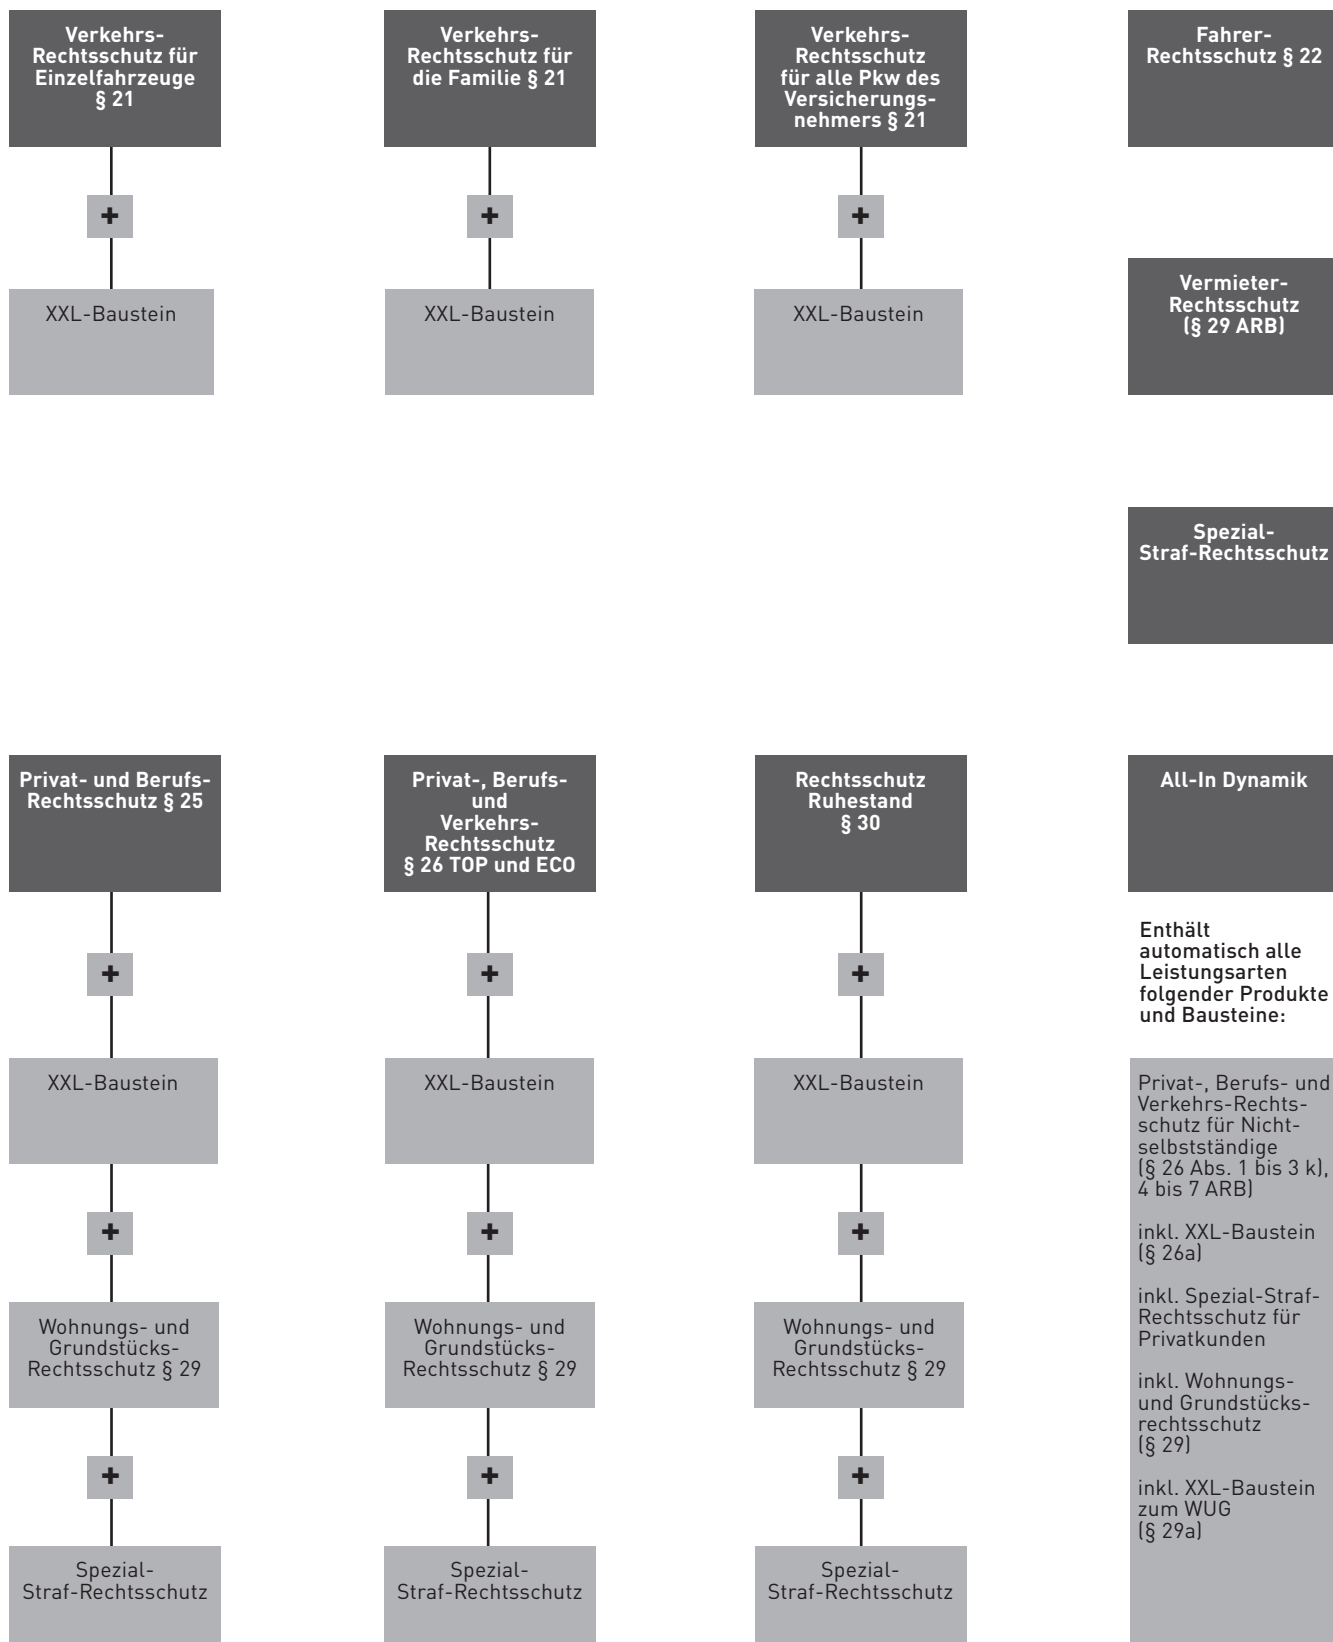 Verkehrs-
Rechtsschutz für
Einzelfahrzeuge
§ 21
Verkehrs-
Rechtsschutz für
die Familie § 21
Verkehrs-
Rechtsschutz
für alle Pkw des
Versicherungs-
nehmers § 21
Fahrer-
Rechtsschutz § 22
+
+
+
XXL-Baustein
XXL-Baustein
XXL-Baustein
Vermieter-
Rechtsschutz
(§ 29 ARB)
Spezial-
Straf-Rechtsschutz
Privat- und Berufs-
Rechtsschutz § 25
Privat-, Berufs-
und
Verkehrs-
Rechtsschutz
§ 26 TOP und ECO
Rechtsschutz
Ruhestand
§ 30
All-In Dynamik
+
+
+
Enthält
automatisch alle
Leistungsarten
folgender Produkte
und Bausteine:
XXL-Baustein
XXL-Baustein
XXL-Baustein
+
+
+
Wohnungs- und
Grundstücks-
Rechtsschutz § 29
Wohnungs- und
Grundstücks-
Rechtsschutz § 29
Wohnungs- und
Grundstücks-
Rechtsschutz § 29
+
+
+
Spezial-
Straf-Rechtsschutz
Spezial-
Straf-Rechtsschutz
Spezial-
Straf-Rechtsschutz
Privat-, Berufs- und
Verkehrs-Rechts-
schutz für Nicht-
selbstständige
(§ 26 Abs. 1 bis 3 k),
4 bis 7 ARB)
inkl. XXL-Baustein
(§ 26a)
inkl. Spezial-Straf-
Rechtsschutz für
Privatkunden
inkl. Wohnungs-
und Grundstücks-
rechtsschutz
(§ 29)
inkl. XXL-Baustein
zum WUG
(§ 29a)